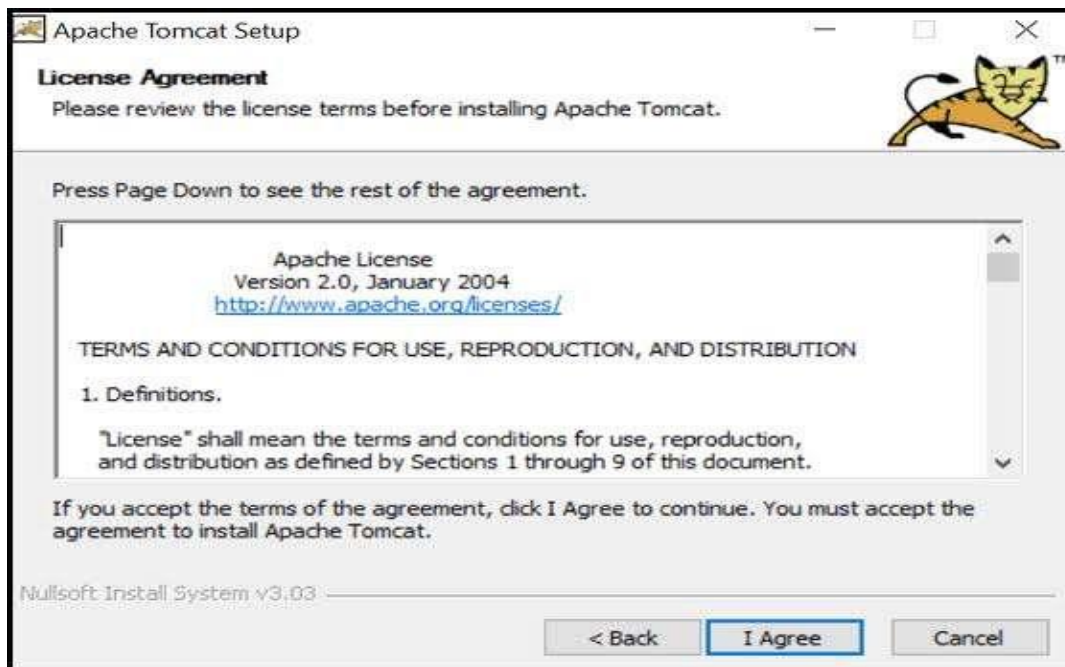 Apache Tomcat Setup
License Agreement
Please review the license terms before installing Apache Tomcat.
TM
Press Page Down to see the rest of the agreement.
Apache License
Version 2.0, January 2004
http://www.apache.org/licenses/
TERMS AND CONDITIONS FOR USE, REPRODUCTION, AND DISTRIBUTION
1. Definitions.
"License" shall mean the terms and conditions for use, reproduction,
and distribution as defined by Sections 1 through 9 of this document.
If you accept the terms of the agreement, click I Agree to continue. You must accept the
agreement to install Apache Tomcat.
Nullsoft Install System v3.03
< Back
I Agree
Cancel